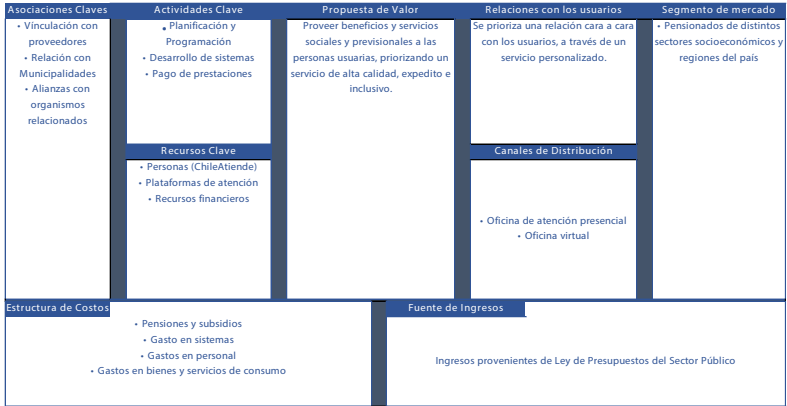 Asociaciones Claves
• Vínculación con
proveedores
• Relación con
Municipalidades
• Alianzas con
organismos
relacionados
Actividades Clave
• Planificación y
Programación
• Desarrollo de sistemas
• Pago de prestaciones
Recursos Clave
• Personas (ChileAtiende)
• Plataformas de atención
• Recursos financieros
Propuesta de Valor
Proveer beneficios y servicios
sociales y previsionales a las
personas usuarias, priorizando un
servicio de alta calidad, expedito e
inclusivo.
Relaciones con los usuarios
Se prioriza una relación cara a cara
con los usuarios, a través de un
servicio personalizado.
Canales de Distribución
• Oficina de atención presencial
• Oficina virtual
Segmento de mercado
• Pensionados de distintos
sectores socioeconómicos y
regiones del país
Estructura de Costos
• Pensiones y subsidios
• Gasto en sistemas
• Gastos en personal
• Gastos en bienes y servicios de consumo
Fuente de Ingresos
Ingresos provenientes de Ley de Presupuestos del Sector Público